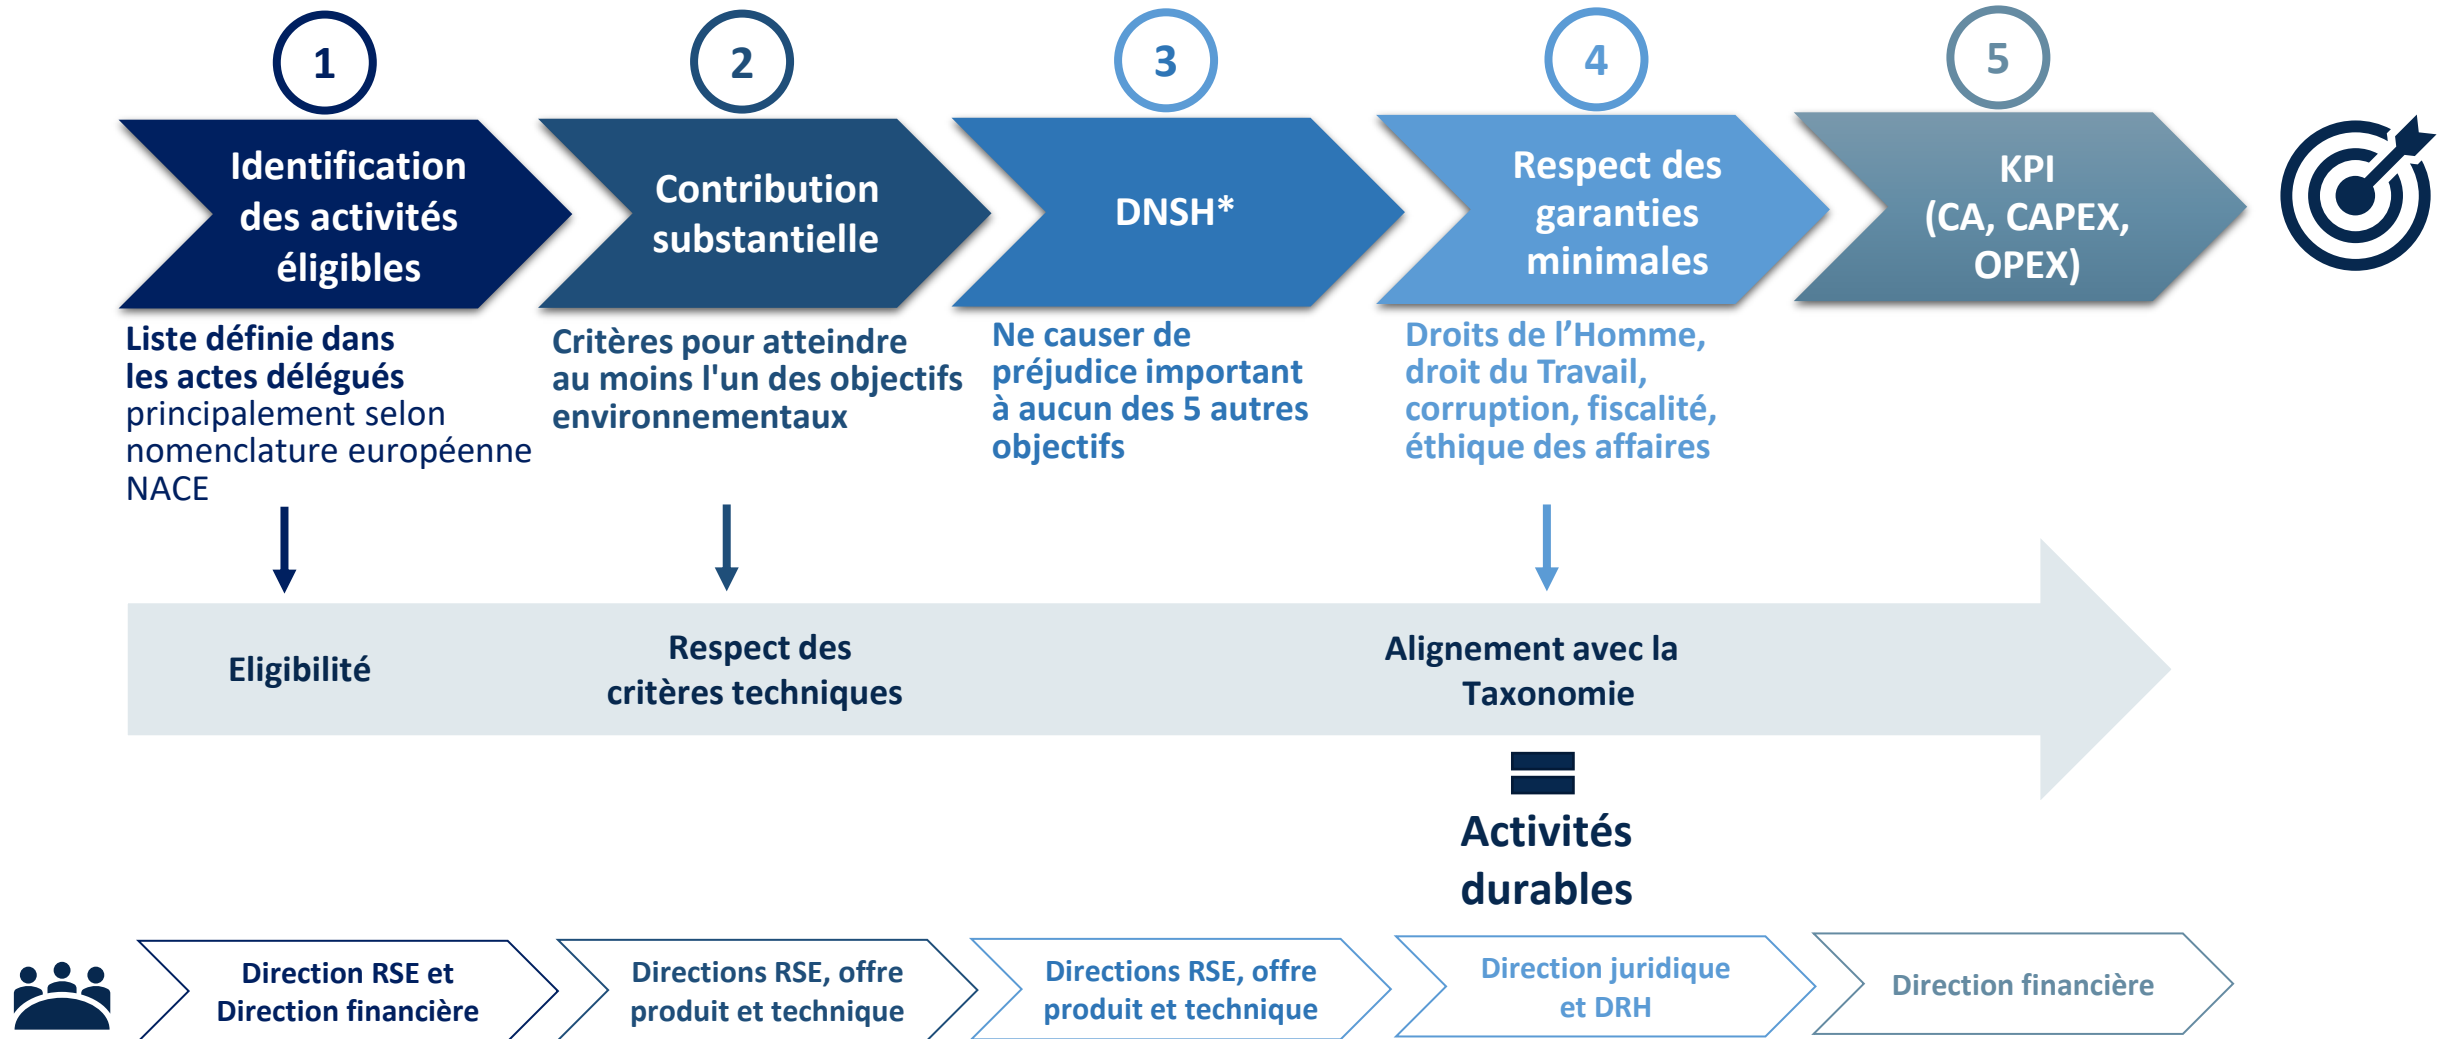 1
Identification
des activités
éligibles
Liste définie dans
les actes délégués
principalement selon
nomenclature européenne
NACE
2
Contribution
substantielle
Critères pour atteindre
au moins l'un des objectifs
environnementaux
3
DNSH*
Ne causer de
préjudice important
à aucun des 5 autres
objectifs
4
Respect des
garanties
minimales
Droits de l’Homme,
droit du Travail,
corruption, fiscalité,
éthique des affaires
5
KPI
(CA, CAPEX,
OPEX)
Eligibilité
Respect des
critères techniques
Alignement avec la
Taxonomie
Activités
durables
Direction RSE et
Direction financière
Directions RSE, offre
produit et technique
Directions RSE, offre
produit et technique
Direction juridique
et DRH
Direction financière